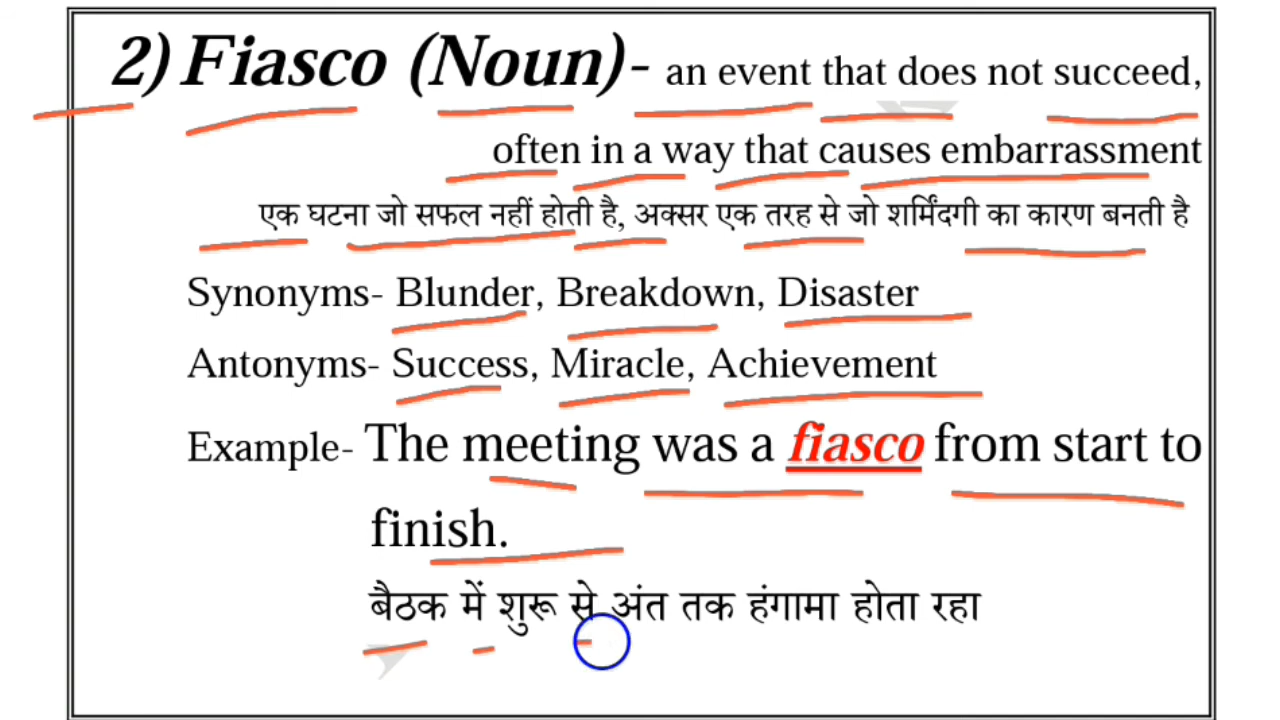 2) Fiasco (Noun)- an event that does not succeed,
often in a way that causes embarrassment
एक घटना जो सफल नहीं होती है, अक्सर एक तरह से जो शर्मिंदगी का कारण बनती है
Synonyms- Blunder, Breakdown, Disaster
Antonyms- Success, Miracle, Achievement
Example- The meeting was a fiasco from start to
finish.
बैठक में शुरू से अंत तक हंगामा होता रहा